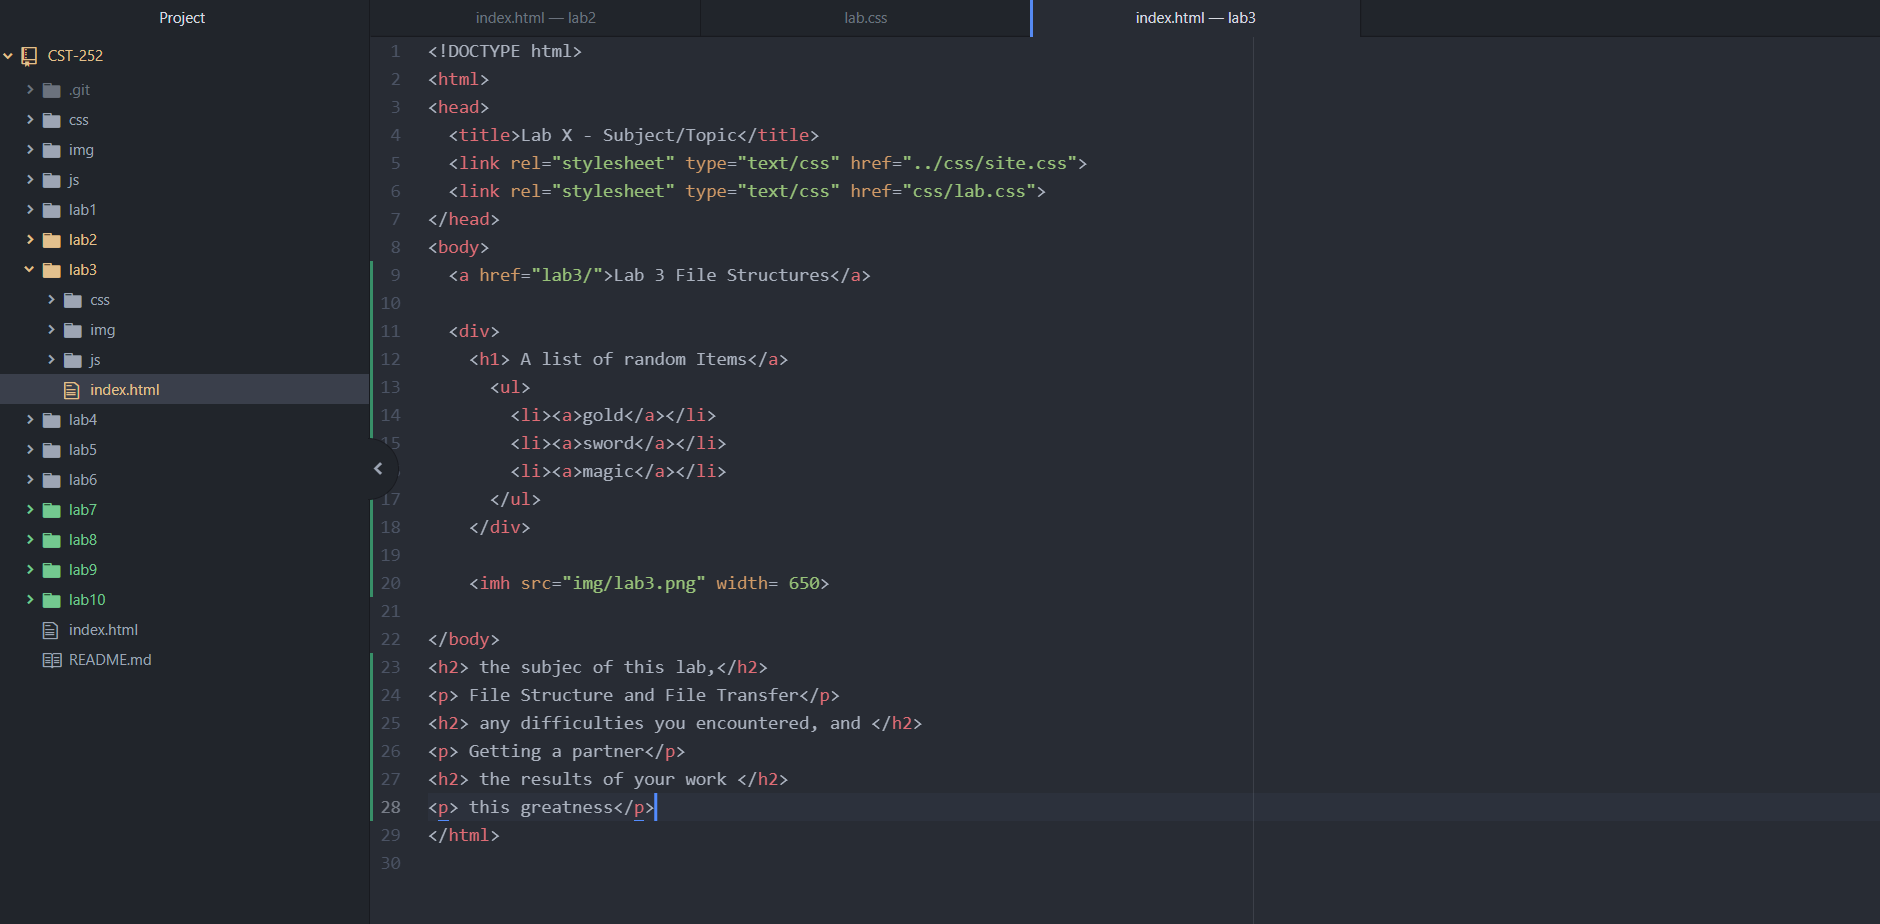 Project
CST-252
.git
css
img
js
lab1
lab2
lab3
css
img
js
index.html
lab4
lab5
lab6
lab7
lab8
lab9
lab10
index.html
README.md
index.html — lab2
lab.css
index.html — lab3
1 <!DOCTYPE html>
2 <html>
3 <head>
4   <title>Lab X - Subject/Topic</title>
5   <link rel="stylesheet" type="text/css" href="../css/site.css">
6   <link rel="stylesheet" type="text/css" href="css/lab.css">
7 </head>
8 <body>
9   <a href="lab3/">Lab 3 File Structures</a>
10
11   <div>
12     <h1> A list of random Items</a>
13       <ul>
14         <li><a>gold</a></li>
15         <li><a>sword</a></li>
        <li><a>magic</a></li>
17       </ul>
18     </div>
19
20     <imh src="img/lab3.png" width= 650>
21
22 </body>
23 <h2> the subjec of this lab,</h2>
24 <p> File Structure and File Transfer</p>
25 <h2> any difficulties you encountered, and </h2>
26 <p> Getting a partner</p>
27 <h2> the results of your work </h2>
28 <p> this greatness</p>
29 </html>
30